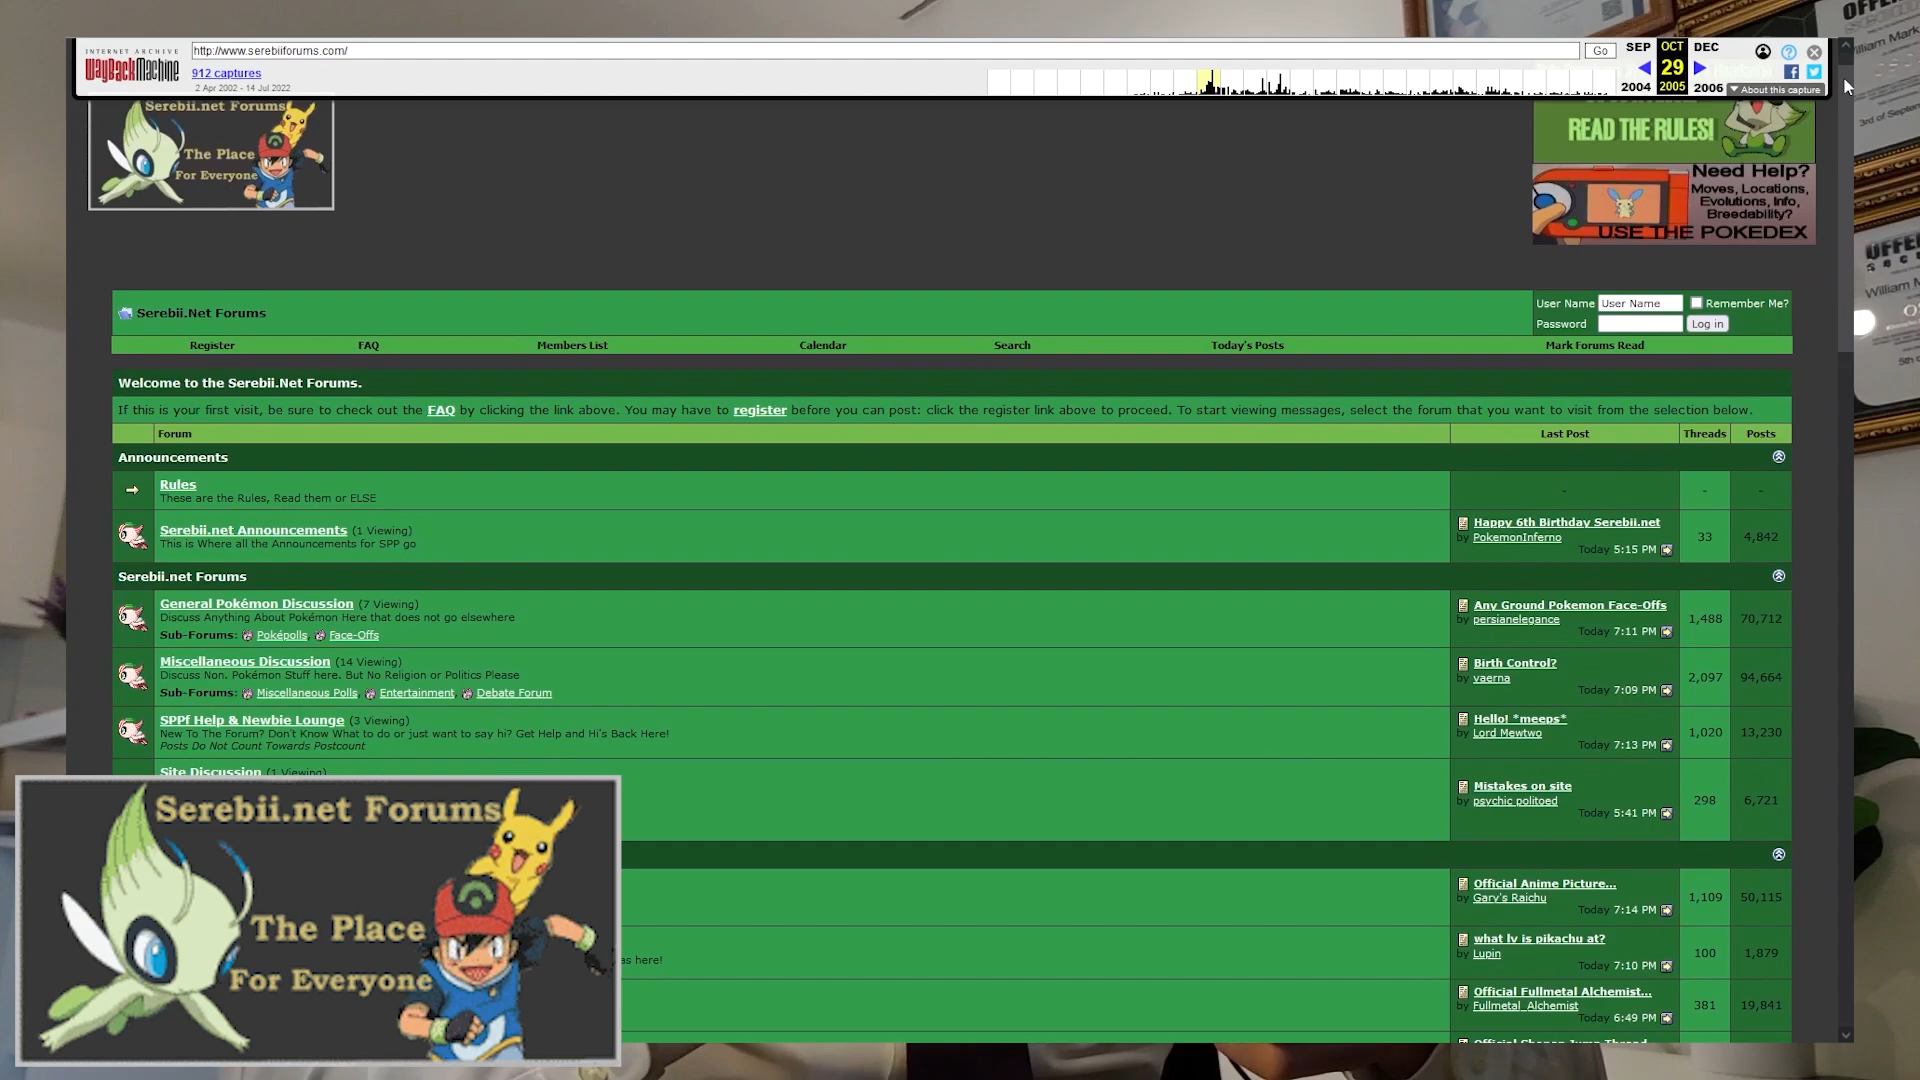 INTERNET ARCHIVE
WayBackMachine
http://www.serebiiforums.com/
Go
SEP
OCT
DEC
912 captures
29
2 Apr 2002 - 14 Jul 2022
2004
2005
2006
About this capture
Serebii.net Forums
The Place
For Everyone
READ THE RULES!
Need Help?
Moves, Locations,
Evolutions, Info,
Breedability?
USE THE POKEDEX
OFFE
William Mark
3rd of Septem
OFFE
William M
5th o
Serebii.Net Forums
User Name
User Name
Remember Me?
Password
Log in
Register
FAQ
Members List
Calendar
Search
Today's Posts
Mark Forums Read
Welcome to the Serebii.Net Forums.
If this is your first visit, be sure to check out the FAQ by clicking the link above. You may have to register before you can post: click the register link above to proceed. To start viewing messages, select the forum that you want to visit from the selection below.
Forum
Last Post
Threads
Posts
Announcements
Rules
These are the Rules, Read them or ELSE
-
-
-
Serebii.net Announcements (1 Viewing)
This is Where all the Announcements for SPP go
Happy 6th Birthday Serebii.net
by PokemonInferno
Today 5:15 PM
33
4,842
Serebii.net Forums
General Pokémon Discussion (7 Viewing)
Discuss Anything About Pokémon Here that does not go elsewhere
Sub-Forums: Poképolls, Face-Offs
Any Ground Pokemon Face-Offs
by persianelegance
Today 7:11 PM
1,488
70,712
Miscellaneous Discussion (14 Viewing)
Discuss Non. Pokémon Stuff here. But No Religion or Politics Please
Sub-Forums: Miscellaneous Polls, Entertainment, Debate Forum
Birth Control?
by vaerna
Today 7:09 PM
2,097
94,664
SPPf Help & Newbie Lounge (3 Viewing)
New To The Forum? Don't Know What to do or just want to say hi? Get Help and Hi's Back Here!
Posts Do Not Count Towards Postcount
Hello! *meeps*
by Lord Mewtwo
Today 7:13 PM
1,020
13,230
Site Discussion (1 Viewing)
Mistakes on site
by psychic politoed
Today 5:41 PM
298
6,721
Official Anime Picture...
by Gary's Raichu
Today 7:14 PM
1,109
50,115
as here!
what lv is pikachu at?
by Lupin
Today 7:10 PM
100
1,879
Official Fullmetal Alchemist...
by Fullmetal_Alchemist
Today 6:49 PM
381
19,841
Official Shonen Jump Thread
Serebii.net Forums
The Place
For Everyone